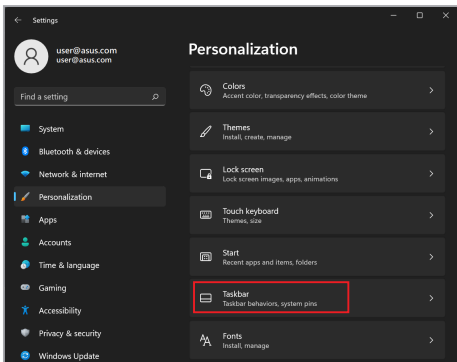 Settings
user@asus.com
user@asus.com
Find a setting
System
Bluetooth & devices
Network & internet
Personalization
Apps
Accounts
Time & language
Gaming
Accessibility
Privacy & security
Windows Update
Personalization
Colors
Accent color, transparency effects, color theme
Themes
Install, create, manage
Lock screen
Lock screen images, apps, animations
Touch keyboard
Themes, size
Start
Recent apps and items, folders
Taskbar
Taskbar behaviors, system pins
Fonts
Install, manage